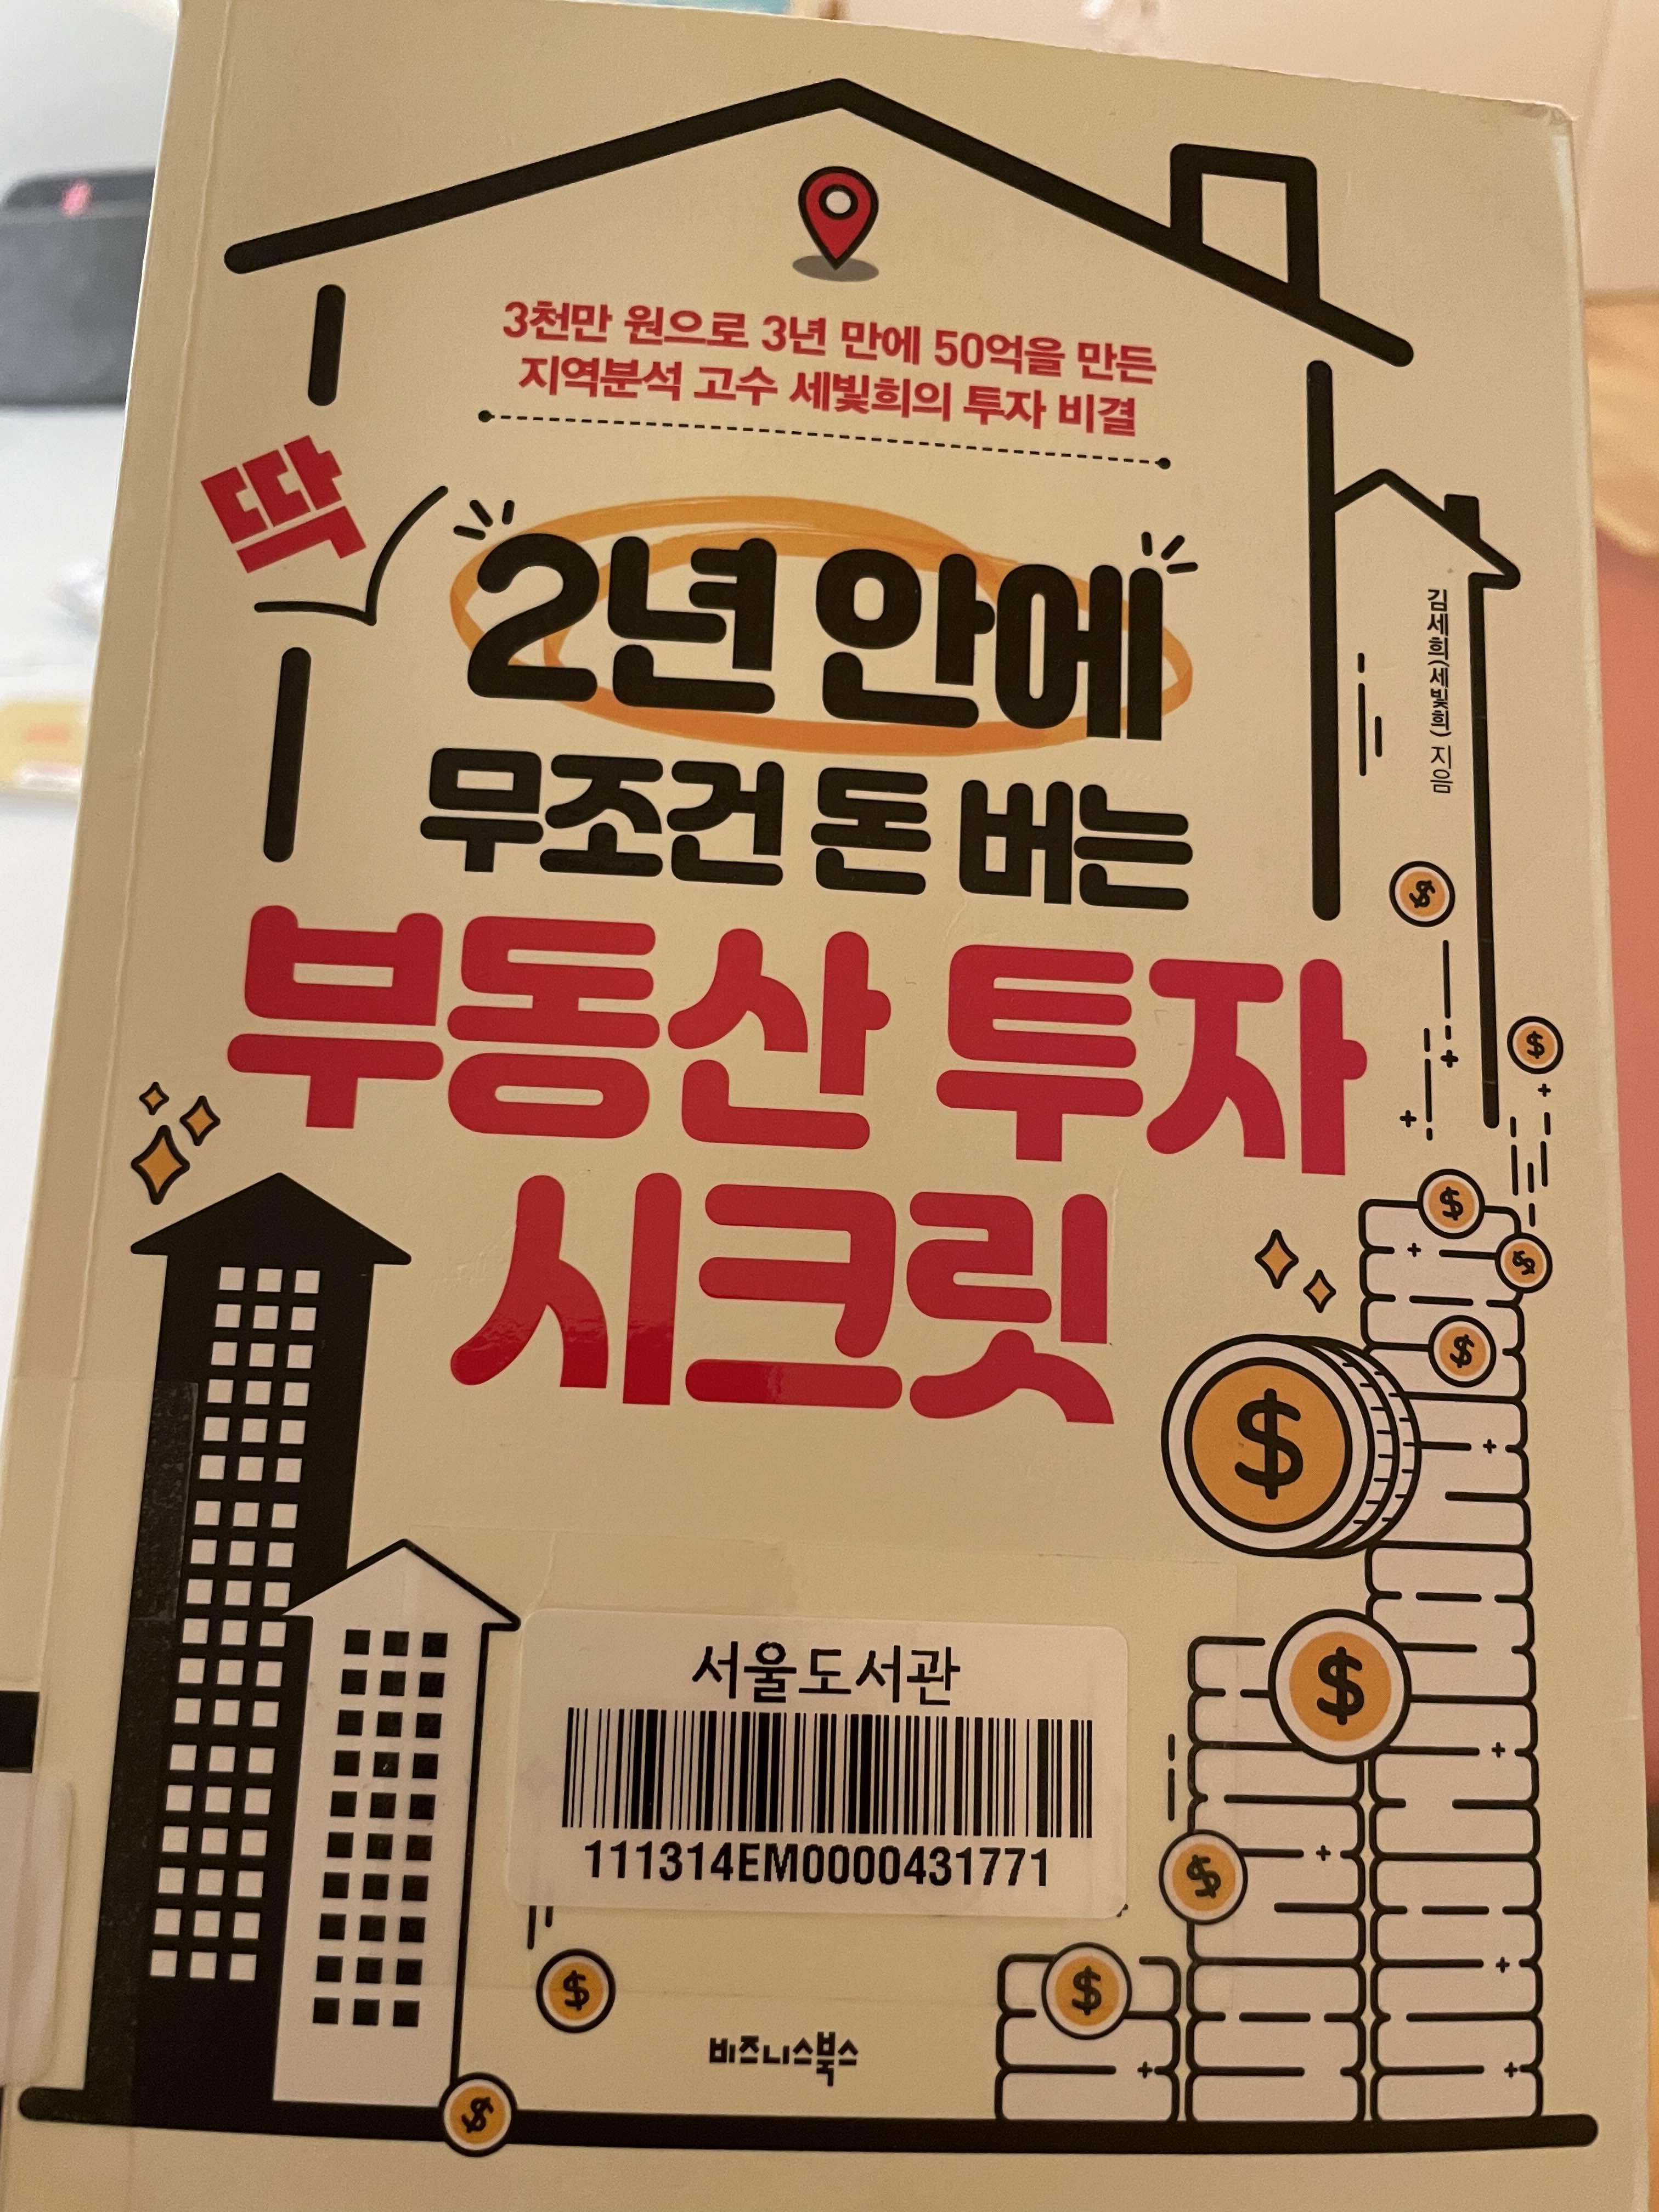 3천만 원으로 3년 만에 50억을 만든
지역분석 고수 세빛희의 투자 비결
딱
2년 안에
무조건 돈 버는
부동산 투자
시크릿
김세희(세빛희) 지음
서울도서관
111314EM0000431771
비즈니스북스